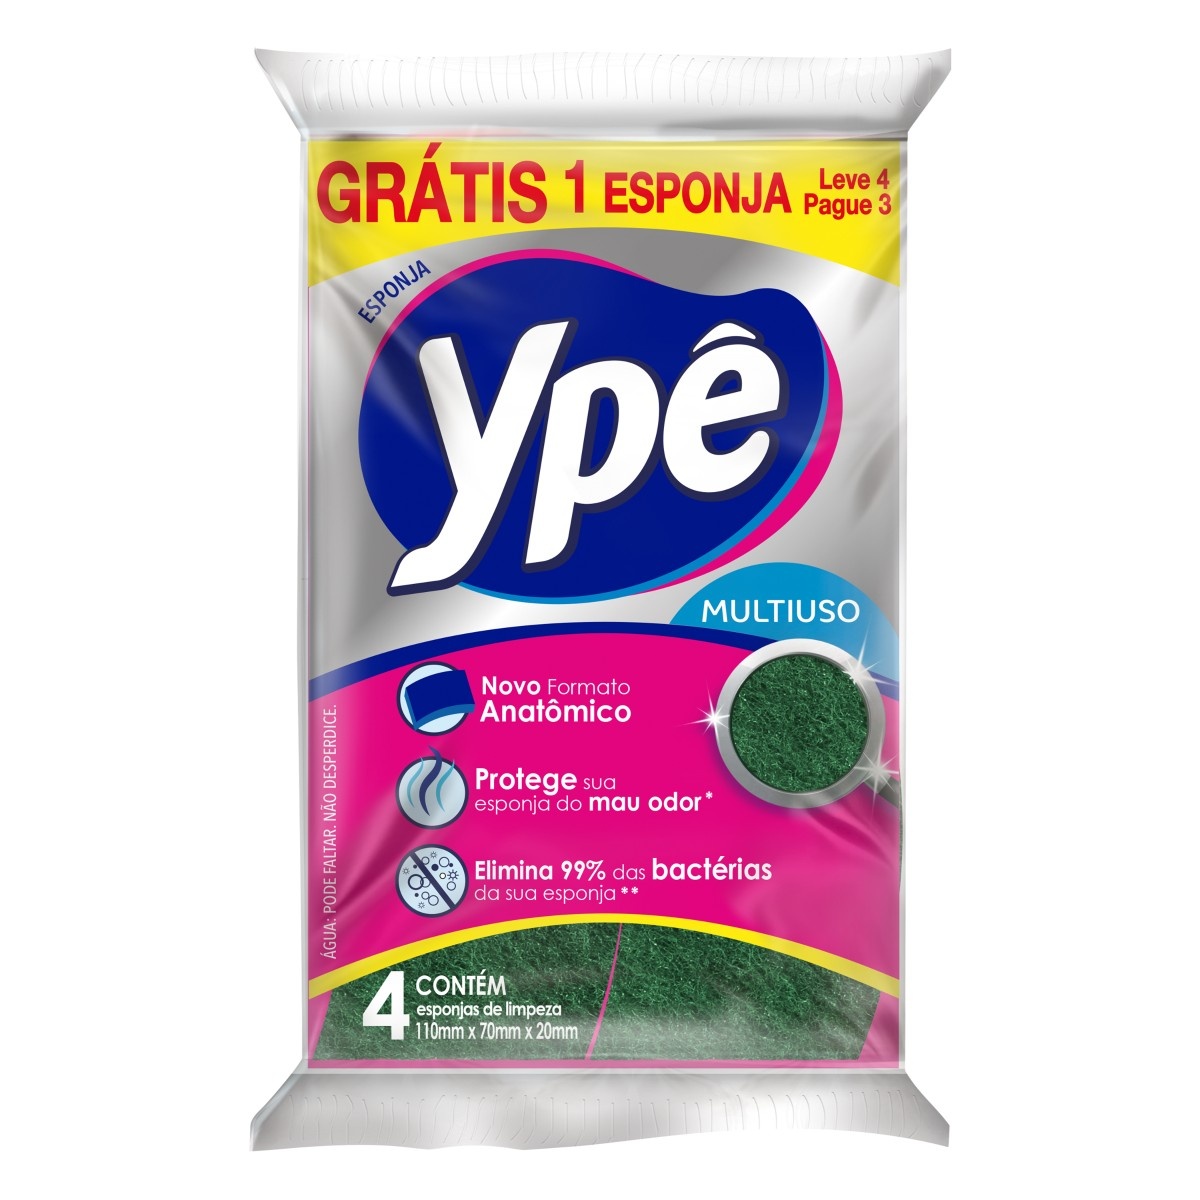 GRÁTIS 1 ESPONJA
Leve 4
Pague 3
ESPONJA
Ypê
MULTIUSO
Novo Formato
Anatômico
Protege sua
esponja do mau odor*
Elimina 99% das bactérias
da sua esponja**
ÁGUA: PODE FALTAR. NÃO DESPERDICE.
4 CONTÉM
esponjas de limpeza
110mm x 70mm x 20mm